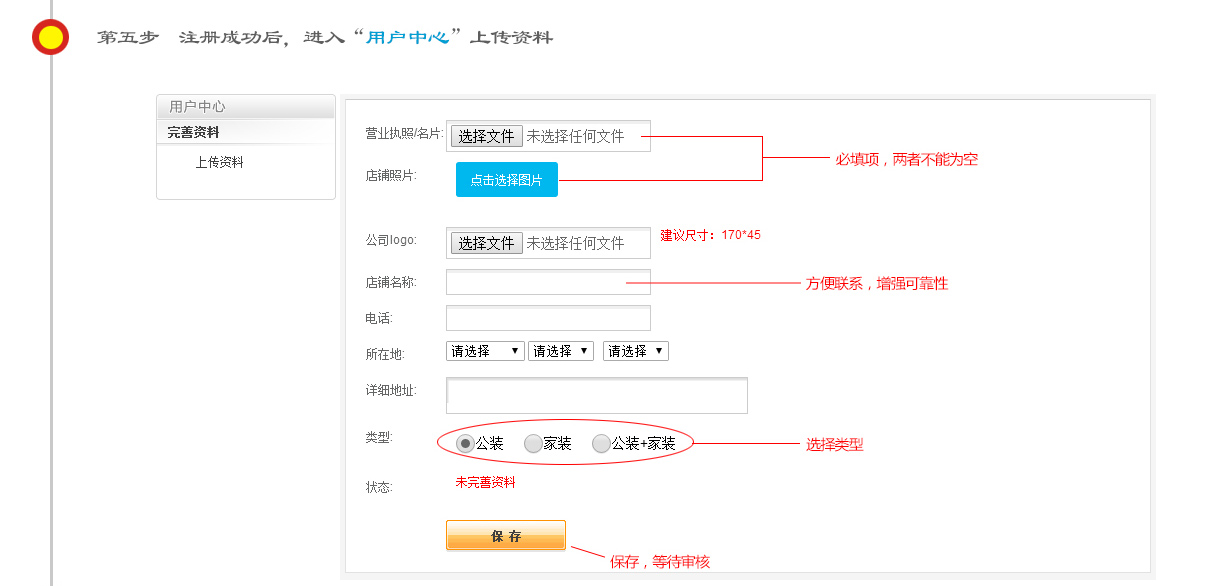 第五步 注册成功后，进入“用户中心”上传资料
用户中心
完善资料
上传资料
营业执照/名片: 选择文件 未选择任何文件
必填项，两者不能为空
店铺照片: 点击选择图片
公司logo: 选择文件 未选择任何文件 建议尺寸：170*45
店铺名称: 方便联系，增强可靠性
电话:
所在地: 请选择 请选择 请选择
详细地址:
类型: 公装 家装 公装+家装 选择类型
状态: 未完善资料
保 存
保存，等待审核